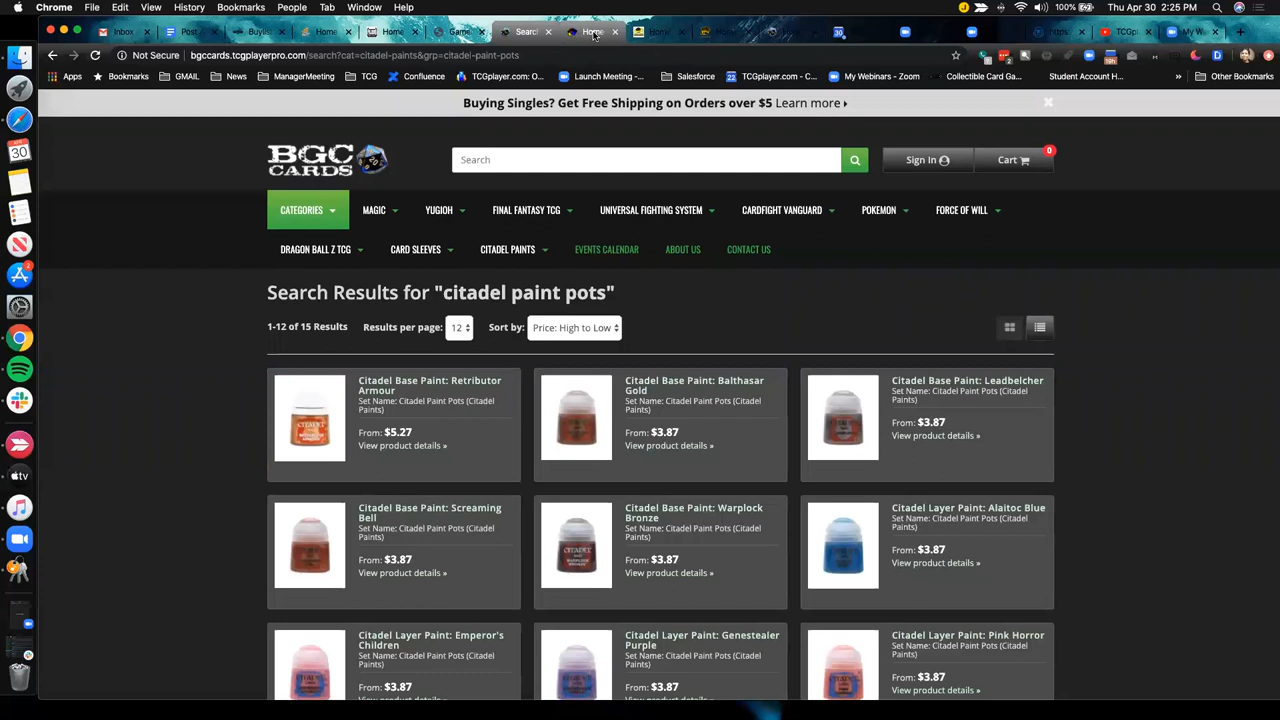 Chrome File Edit View History Bookmarks People Tab Window Help 100% Thu Apr 30 2:25 PM
Inbox Post Buylis Home Home Game Search Home Home TCGpl My W
Not Secure bgccards.tcgplayerpro.com/search?cat=citadel-paints&grp=citadel-paint-pots
Apps Bookmarks GMAIL News ManagerMeeting TCG Confluence TCGplayer.com: O... Launch Meeting -... Salesforce TCGplayer.com - C... My Webinars - Zoom Collectible Card Ga... Student Account H... » Other Bookmarks
Buying Singles? Get Free Shipping on Orders over $5 Learn more
BGC
CARDS
Search
Sign In
Cart
0
CATEGORIES MAGIC YUGIOH FINAL FANTASY TCG UNIVERSAL FIGHTING SYSTEM CARDFIGHT VANGUARD POKEMON FORCE OF WILL
DRAGON BALL Z TCG CARD SLEEVES CITADEL PAINTS EVENTS CALENDAR ABOUT US CONTACT US
Search Results for "citadel paint pots"
1-12 of 15 Results Results per page: 12 Sort by: Price: High to Low
Citadel Base Paint: Retributor
Armour
Set Name: Citadel Paint Pots (Citadel
Paints)
From: $5.27
View product details »
Citadel Base Paint: Balthasar
Gold
Set Name: Citadel Paint Pots (Citadel
Paints)
From: $3.87
View product details »
Citadel Base Paint: Leadbelcher
Set Name: Citadel Paint Pots (Citadel
Paints)
From: $3.87
View product details »
Citadel Base Paint: Screaming
Bell
Set Name: Citadel Paint Pots (Citadel
Paints)
From: $3.87
View product details »
Citadel Base Paint: Warplock
Bronze
Set Name: Citadel Paint Pots (Citadel
Paints)
From: $3.87
View product details »
Citadel Layer Paint: Alaitoc Blue
Set Name: Citadel Paint Pots (Citadel
Paints)
From: $3.87
View product details »
Citadel Layer Paint: Emperor's
Children
Set Name: Citadel Paint Pots (Citadel
Paints)
From: $3.87
View product details »
Citadel Layer Paint: Genestealer
Purple
Set Name: Citadel Paint Pots (Citadel
Paints)
From: $3.87
View product details »
Citadel Layer Paint: Pink Horror
Set Name: Citadel Paint Pots (Citadel
Paints)
From: $3.87
View product details »